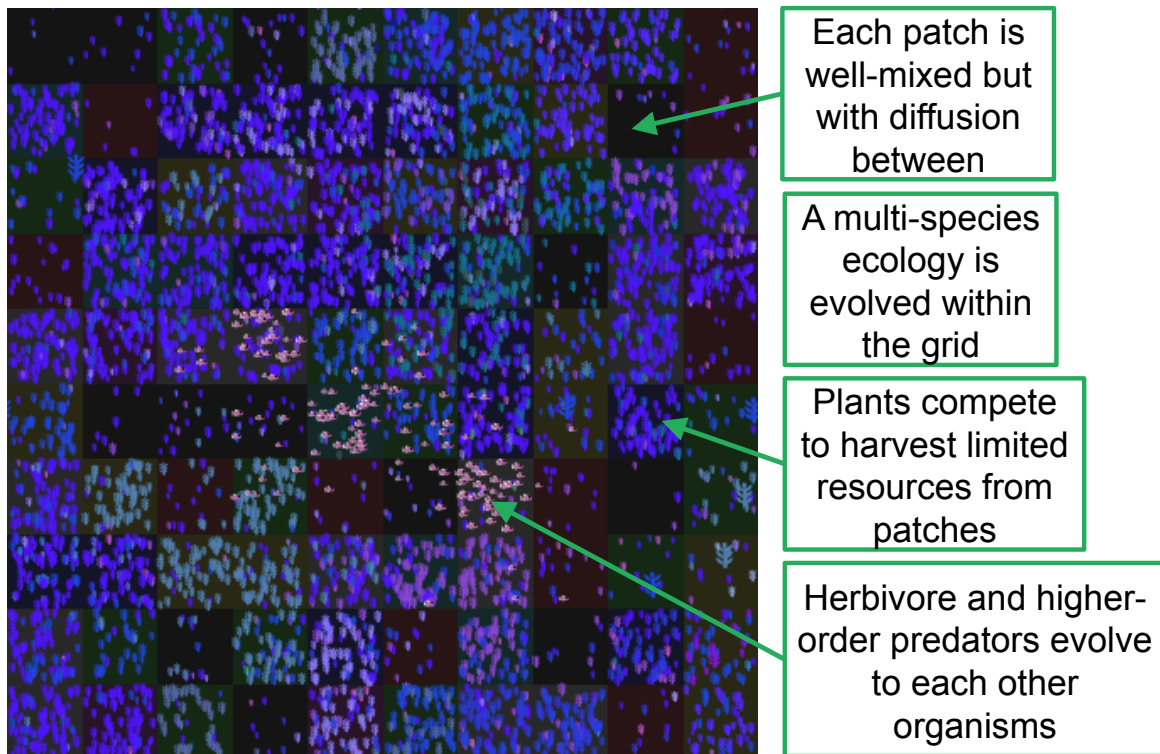 Each patch is
well-mixed but
with diffusion
between
A multi-species
ecology is
evolved within
the grid
Plants compete
to harvest limited
resources from
patches
Herbivore and higher-
order predators evolve
to each other
organisms